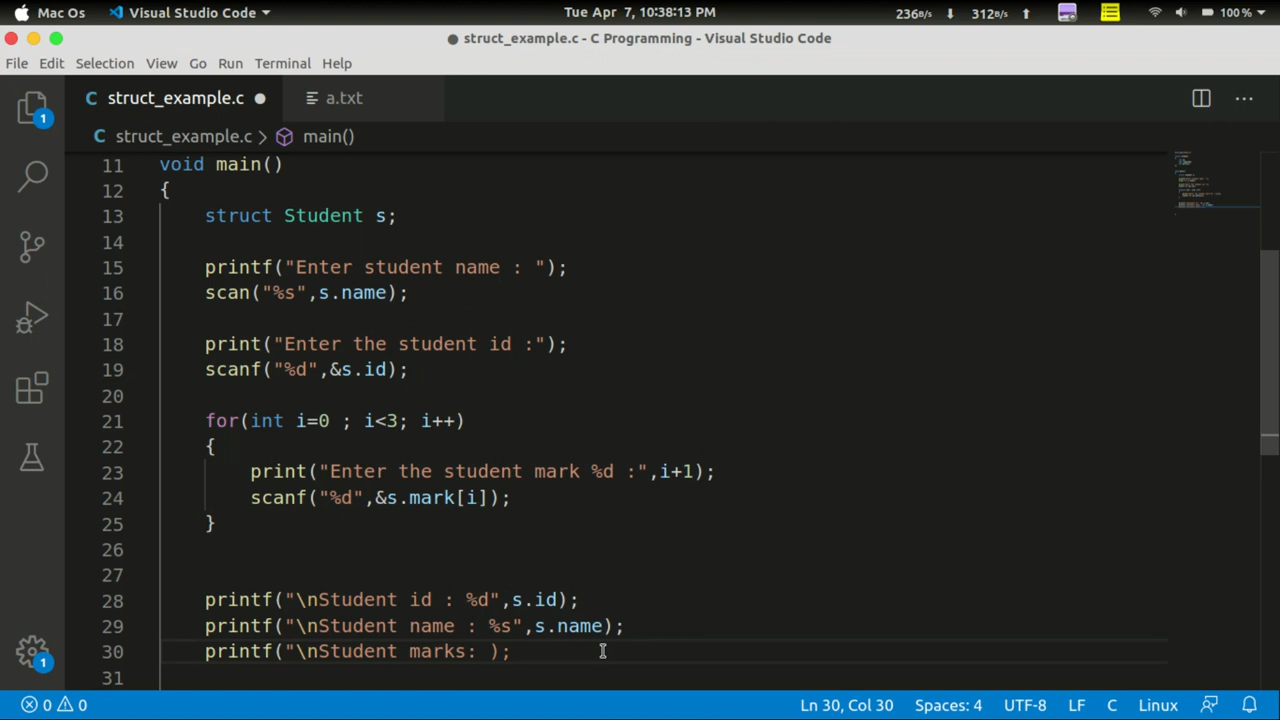 Mac Os Visual Studio Code Tue Apr 7, 10:38:13 PM 236B/s 312B/s 100%
struct_example.c - C Programming - Visual Studio Code
File Edit Selection View Go Run Terminal Help
C struct_example.c a.txt
C struct_example.c > main()
11 void main()
12 {
13 struct Student s;
14
15 printf("Enter student name : ");
16 scan("%s",s.name);
17
18 print("Enter the student id :");
19 scanf("%d",&s.id);
20
21 for(int i=0 ; i<3; i++)
22 {
23 print("Enter the student mark %d :",i+1);
24 scanf("%d",&s.mark[i]);
25 }
26
27
28 printf("\nStudent id : %d",s.id);
29 printf("\nStudent name : %s",s.name);
30 printf("\nStudent marks: );
31
1
1
0 0 Ln 30, Col 30 Spaces: 4 UTF-8 LF C Linux